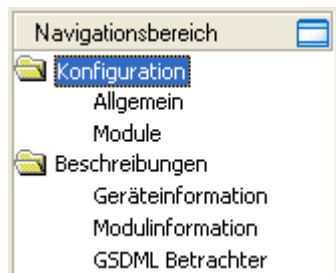 Navigationsbereich
Konfiguration
Allgemein
Module
Beschreibungen
Geräteinformation
Modulinformation
GSDML Betrachter